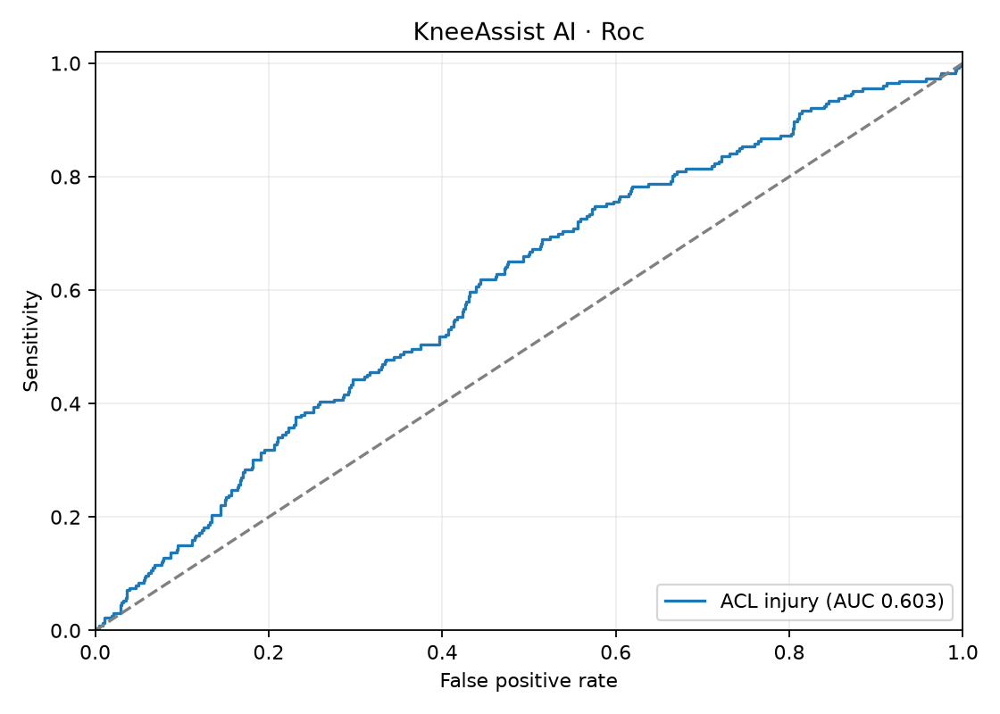 KneeAssist AI · Roc
1.0
0.8
0.6
0.4
0.2
0.0
Sensitivity
ACL injury (AUC 0.603)
0.0 0.2 0.4 0.6 0.8 1.0
False positive rate